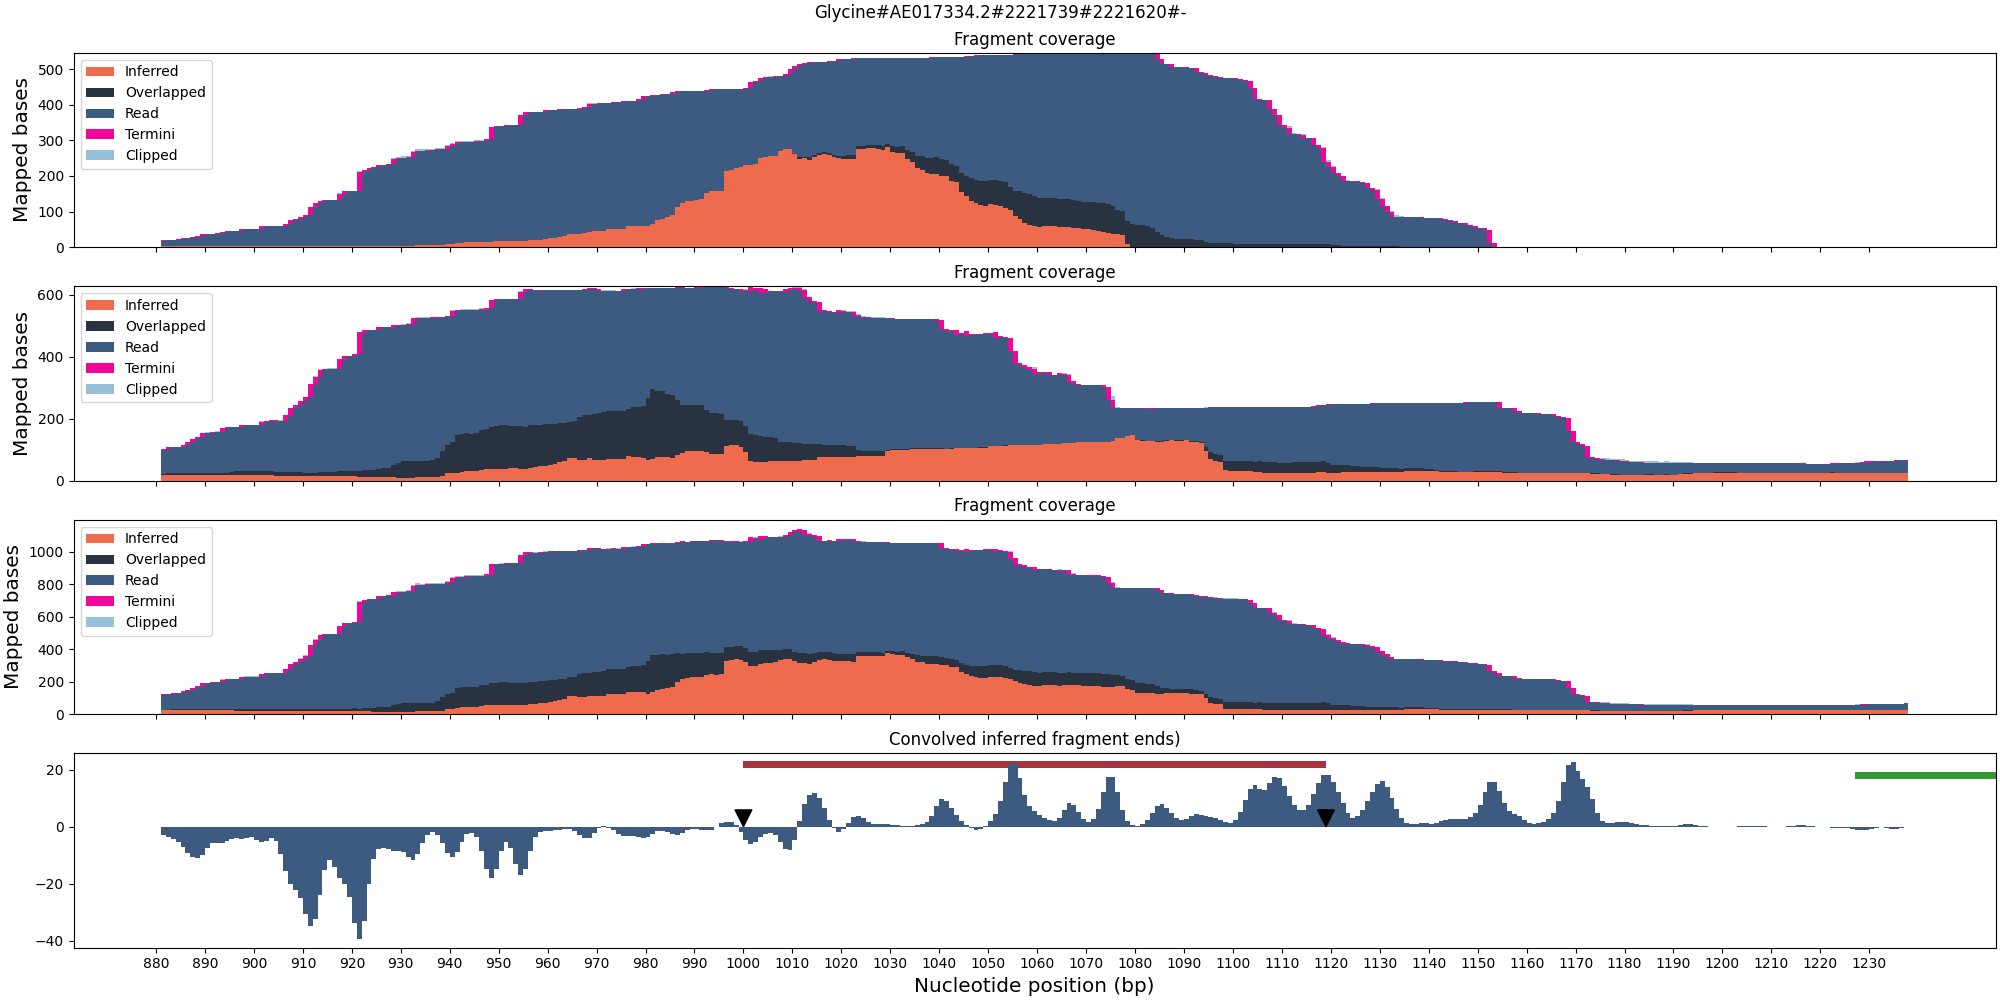 Glycine#AE017334.2#2221739#2221620#-
Fragment coverage
Mapped bases
500
400
300
200
100
0
Inferred
Overlapped
Read
Termini
Clipped
Fragment coverage
Mapped bases
600
400
200
0
Inferred
Overlapped
Read
Termini
Clipped
Fragment coverage
Mapped bases
1000
800
600
400
200
0
Inferred
Overlapped
Read
Termini
Clipped
Convolved inferred fragment ends)
20
0
−20
−40
880 890 900 910 920 930 940 950 960 970 980 990 1000 1010 1020 1030 1040 1050 1060 1070 1080 1090 1100 1110 1120 1130 1140 1150 1160 1170 1180 1190 1200 1210 1220 1230
Nucleotide position (bp)